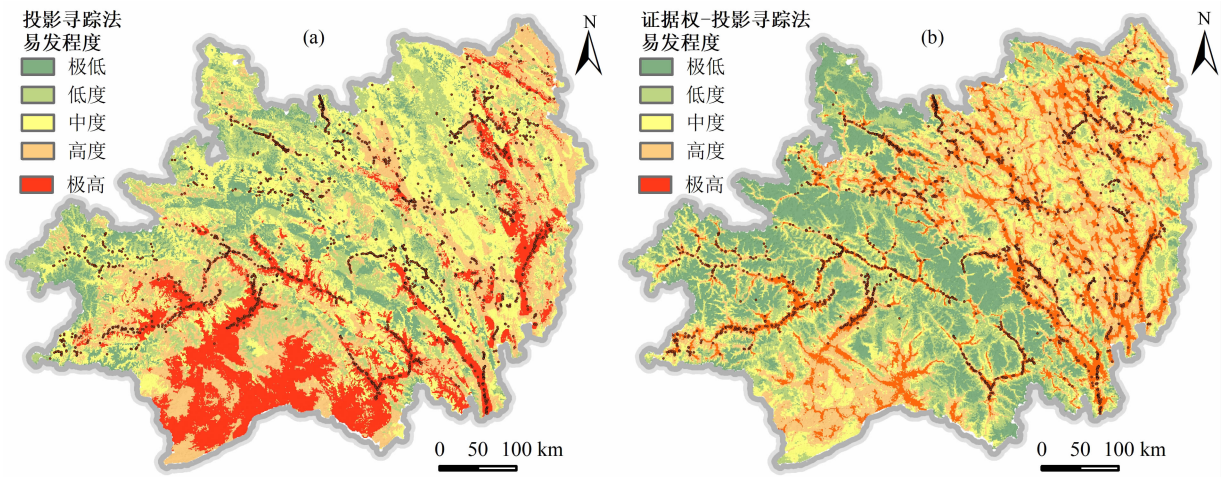 投影寻踪法
易发程度
(a)
N
极低
低度
中度
高度
极高
0 50 100 km
证据权-投影寻踪法
易发程度
(b)
N
极低
低度
中度
高度
极高
0 50 100 km